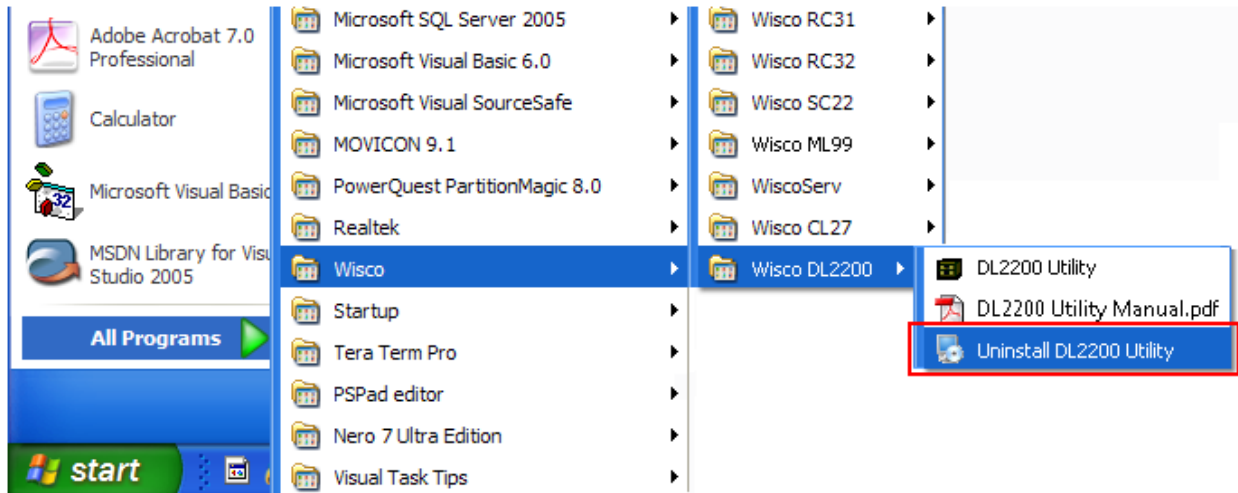 Adobe Acrobat 7.0
Professional
Calculator
Microsoft Visual Basic
MSDN Library for Visu
Studio 2005
All Programs
start
Microsoft SQL Server 2005
Microsoft Visual Basic 6.0
Microsoft Visual SourceSafe
MOVICON 9.1
PowerQuest PartitionMagic 8.0
Realtek
Wisco
Startup
Tera Term Pro
PSPad editor
Nero 7 Ultra Edition
Visual Task Tips
Wisco RC31
Wisco RC32
Wisco SC22
Wisco ML99
WiscoServ
Wisco CL27
Wisco DL2200
DL2200 Utility
DL2200 Utility Manual.pdf
Uninstall DL2200 Utility